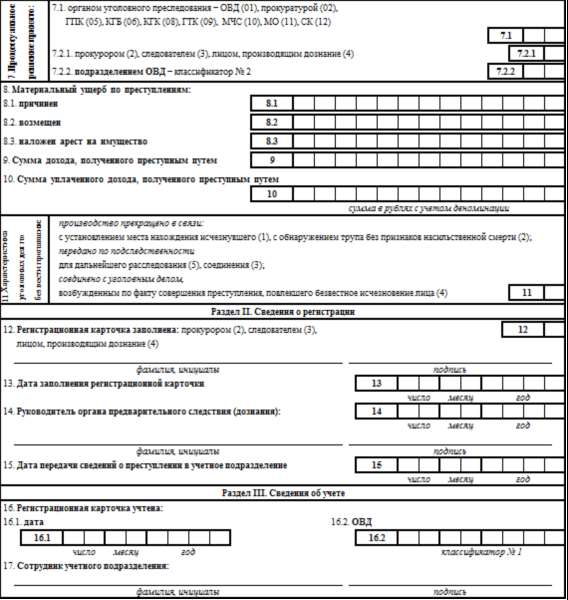 7. Процессуальное решение принято:
7.1. органом уголовного преследования – ОВД (01), прокуратурой (02),
ГПК (05), КГБ (06), КГК (08), ГТК (09), МЧС (10), МО (11), СК (12)
7.1
7.2.1. прокурором (2), следователем (3), лицом, производящим дознание (4)
7.2.1
7.2.2. подразделением ОВД – классификатор № 2
7.2.2
8. Материальный ущерб по преступлениям:
8.1. причинен
8.1
8.2. возмещен
8.2
8.3. наложен арест на имущество
8.3
9. Сумма дохода, полученного преступным путем
9
10. Сумма уплаченного дохода, полученного преступным путем
10
сумма в рублях с учетом деноминации
11 Характеристика
уголовных дел по
без вести пропавшим:
производство прекращено в связи:
с установлением места нахождения исчезнувшего (1), с обнаружением трупа без признаков насильственной смерти (2);
передано по подследственности
для дальнейшего расследования (5), соединения (3);
соединено с уголовным делом,
возбужденным по факту совершения преступления, повлекшего безвестное исчезновение лица (4)
11
Раздел II. Сведения о регистрации
12. Регистрационная карточка заполнена: прокурором (2), следователем (3),
12
лицом, производящим дознание (4)
фамилия, инициалы
подпись
13. Дата заполнения регистрационной карточки
13
число месяц год
14. Руководитель органа предварительного следствия (дознания):
14
число месяц год
фамилия, инициалы
подпись
15. Дата передачи сведений о преступлении в учетное подразделение
15
число месяц год
Раздел III. Сведения об учете
16. Регистрационная карточка учтена:
16.1. дата
16.2. ОВД
16.1
16.2
число месяц год
классификатор № 1
17. Сотрудник учетного подразделения:
фамилия, инициалы
подпись